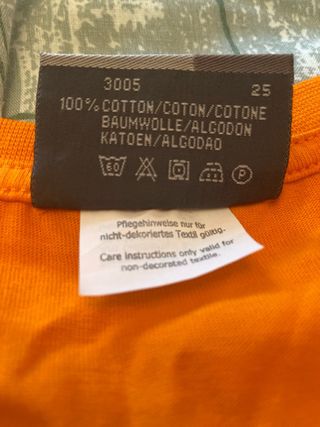 3005 25
100% COTTON/COTON/COTONE
BAUMWOLLE/ALGODON
KATOEN/ALGODAO
60 P
Pflegehinweise nur für
nicht-dekoriertes Textil gültig.
Care instructions only valid for
non-decorated textile.